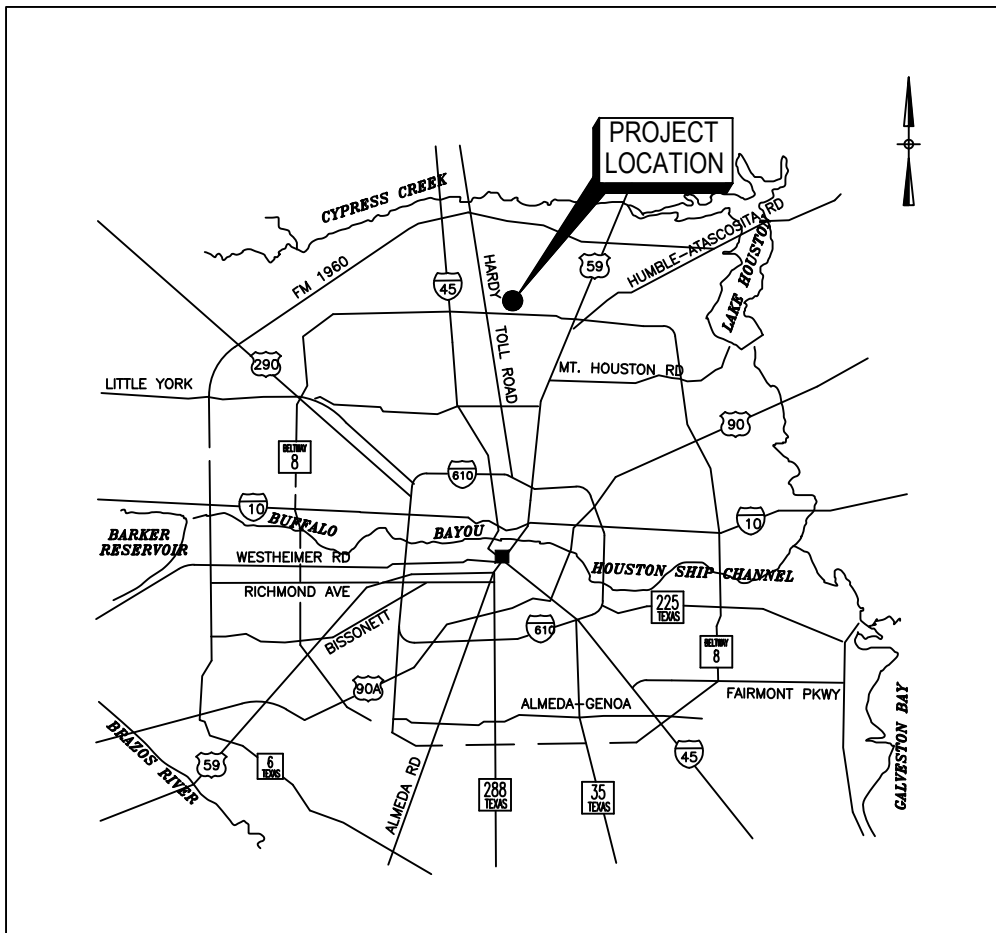 PROJECT
LOCATION
CYPRESS CREEK
HUMBLE-ATASCOSITA RD
LAKE HOUSTON
FM 1960
45
HARDY
TOLL ROAD
59
290
MT. HOUSTON RD
LITTLE YORK
90
BELTWAY
8
610
10
BUFFALO
BAYOU
10
BARKER
RESERVOIR
WESTHEIMER RD
HOUSTON SHIP CHANNEL
RICHMOND AVE
225
TEXAS
BISSONETT
610
BELTWAY
8
90A
FAIRMONT PKWY
ALMEDA-GENOA
GALVESTON BAY
BRAZOS RIVER
59
6
TEXAS
ALMEDA RD
288
TEXAS
35
TEXAS
45